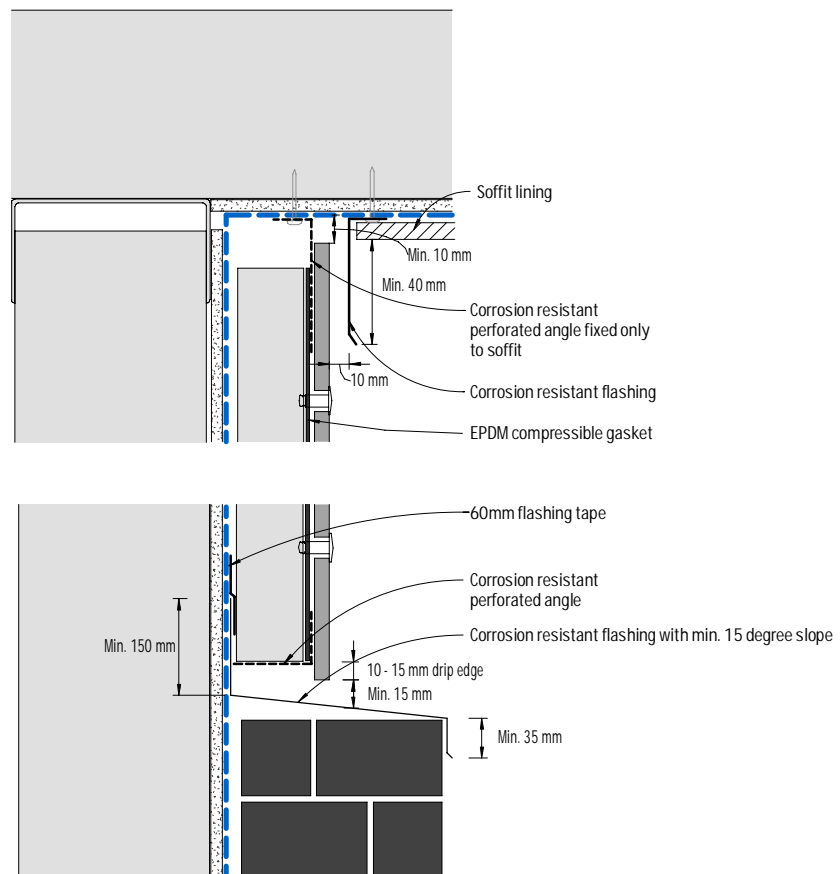 Soffit lining
Min. 10 mm
Min. 40 mm
Corrosion resistant
perforated angle fixed only
to soffit
10 mm
Corrosion resistant flashing
EPDM compressible gasket
60mm flashing tape
Corrosion resistant
perforated angle
Corrosion resistant flashing with min. 15 degree slope
Min. 150 mm
10 - 15 mm drip edge
Min. 15 mm
Min. 35 mm